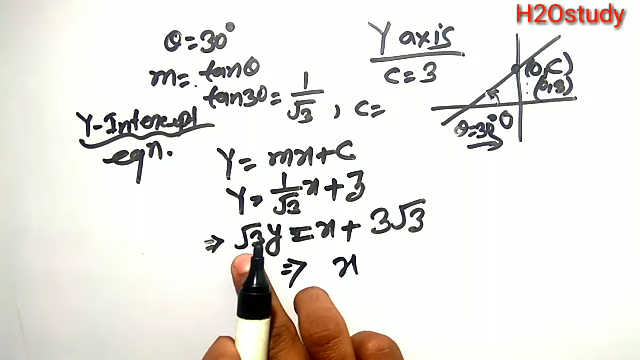 H2Ostudy
θ=30°
m=tanθ
tan30=1/√3, c=
Y axis
c=3
(0,c)
(0,3)
θ=30°
O
Y-Intercept
eqn.
Y=mx+c
Y=1/√3x+3
⇒ √3y=x+3√3
⇒ x